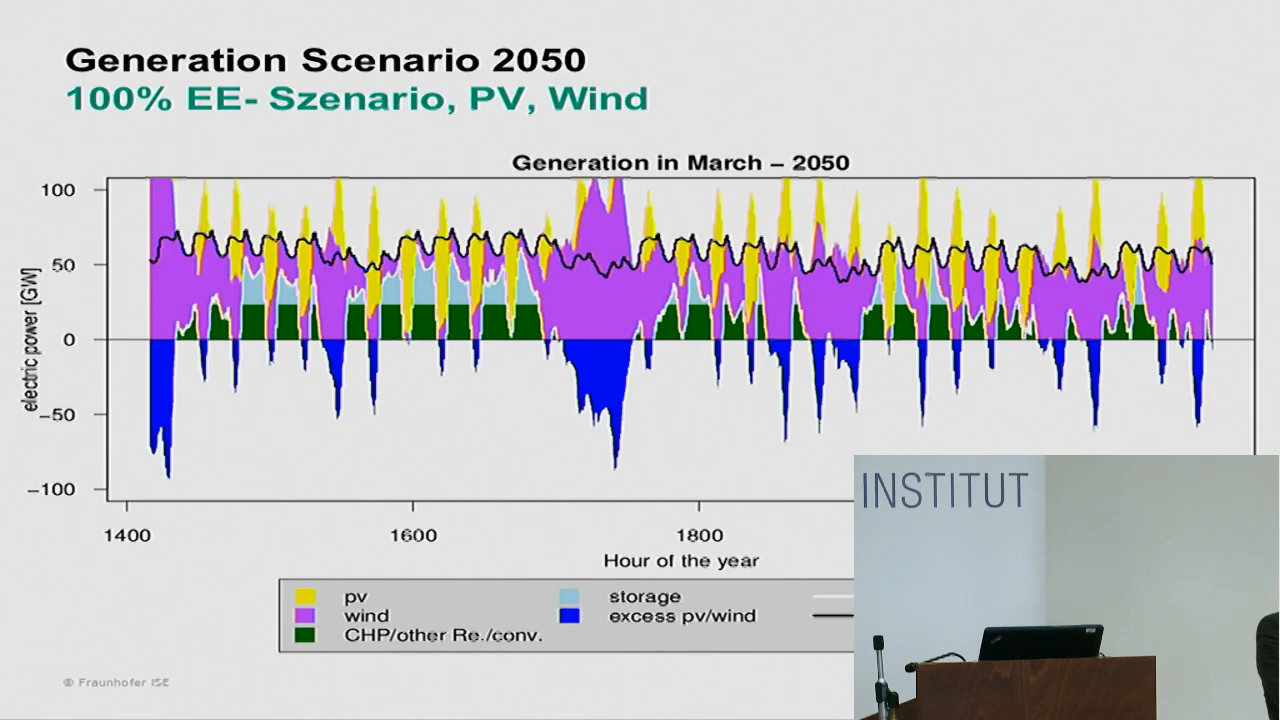 Generation Scenario 2050
100% EE- Szenario, PV, Wind
Generation in March – 2050
electric power [GW]
100
50
0
−50
−100
1400
1600
1800
Hour of the year
pv
wind
CHP/other Re./conv.
storage
excess pv/wind
© Fraunhofer ISE
INSTITUT